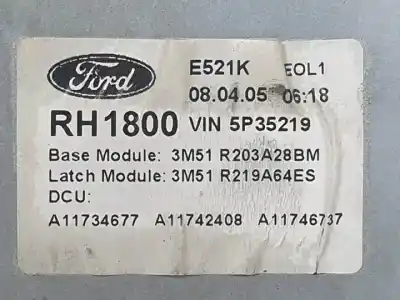 Ford
E521K EOL1
08.04.05 06:18
RH1800 VIN 5P35219
Base Module: 3M51 R203A28BM
Latch Module: 3M51 R219A64ES
DCU:
A11734677 A11742408 A11746737